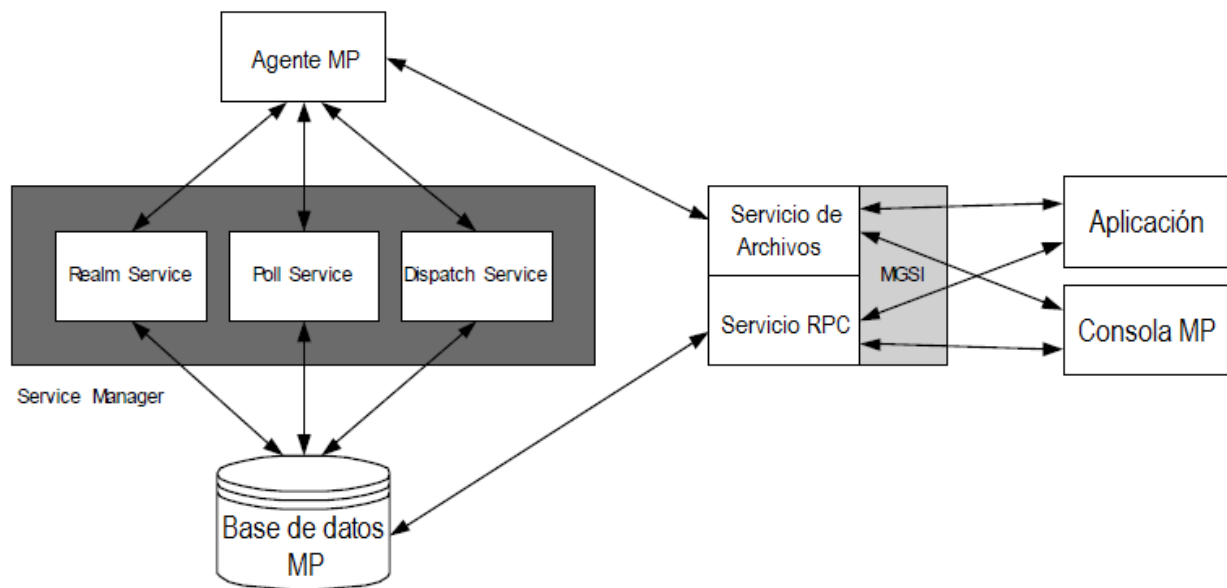 Agente MP
Realm Service
Poll Service
Dispatch Service
Service Manager
Base de datos
MP
Servicio de
Archivos
Servicio RPC
MGSI
Aplicación
Consola MP